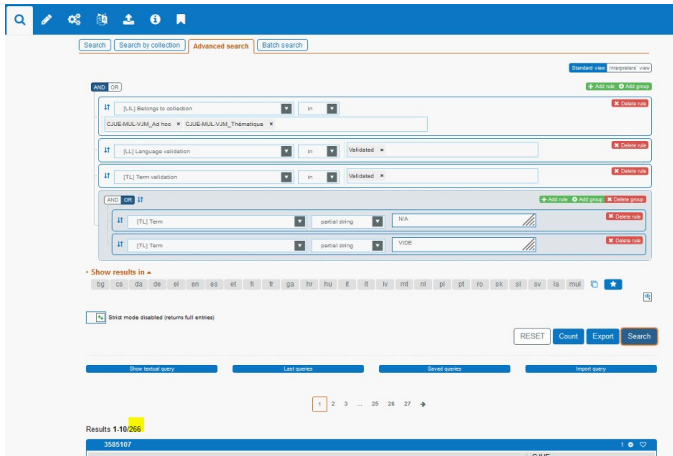 Search Search by collection Advanced search Batch search
Standard view Interpreters' view
AND OR + Add rule Add group
[LIL] Belongs to collection in Delete rule
CJUE-MUL-VJM_Ad hoc × CJUE-MUL-VJM_Thématique ×
[LL] Language validation in Validated × Delete rule
[TL] Term validation in Validated × Delete rule
AND OR + Add rule Add group Delete group
[TL] Term partial string N/A Delete rule
[TL] Term partial string VIDE Delete rule
Show results in
bg cs da de el en es et fi fr ga hr hu it lt lv mt nl pl pt ro sk sl sv la mul
Strict mode disabled (returns full entries)
RESET Count Export Search
Show textual query Last queries Saved queries Import query
1 2 3 ... 25 26 27
Results 1-10/266
3585107 1
CJUE